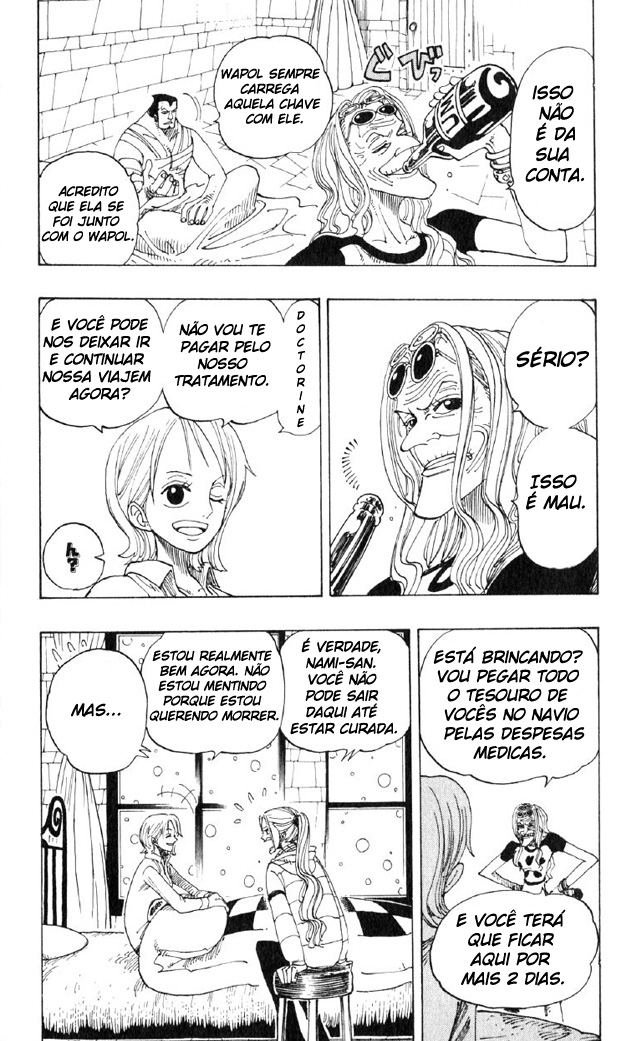 ISSO
NÃO
É DA
SUA
CONTA.
ぐびっ
WAPOL SEMPRE
CARREGA
AQUELA CHAVE
COM ELE.
ACREDITO
QUE ELA SE
FOI JUNTO
COM O WAPOL.
SÉRIO?
ISSO
É MAU.
DOCTORINE
NÃO VOU TE
PAGAR PELO
NOSSO
TRATAMENTO.
E VOCÊ PODE
NOS DEIXAR IR
E CONTINUAR
NOSSA VIAJEM
AGORA?
ん?
ESTÁ BRINCANDO?
VOU PEGAR TODO
O TESOURO DE
VOCÊS NO NAVIO
PELAS DESPESAS
MEDICAS.
E VOCÊ TERÁ
QUE FICAR
AQUI POR
MAIS 2 DIAS.
É VERDADE,
NAMI-SAN.
VOCÊ NÃO
PODE SAIR
DAQUI ATÉ
ESTAR CURADA.
ESTOU REALMENTE
BEM AGORA. NÃO
ESTOU MENTINDO
PORQUE ESTOU
QUERENDO MORRER.
MAS...